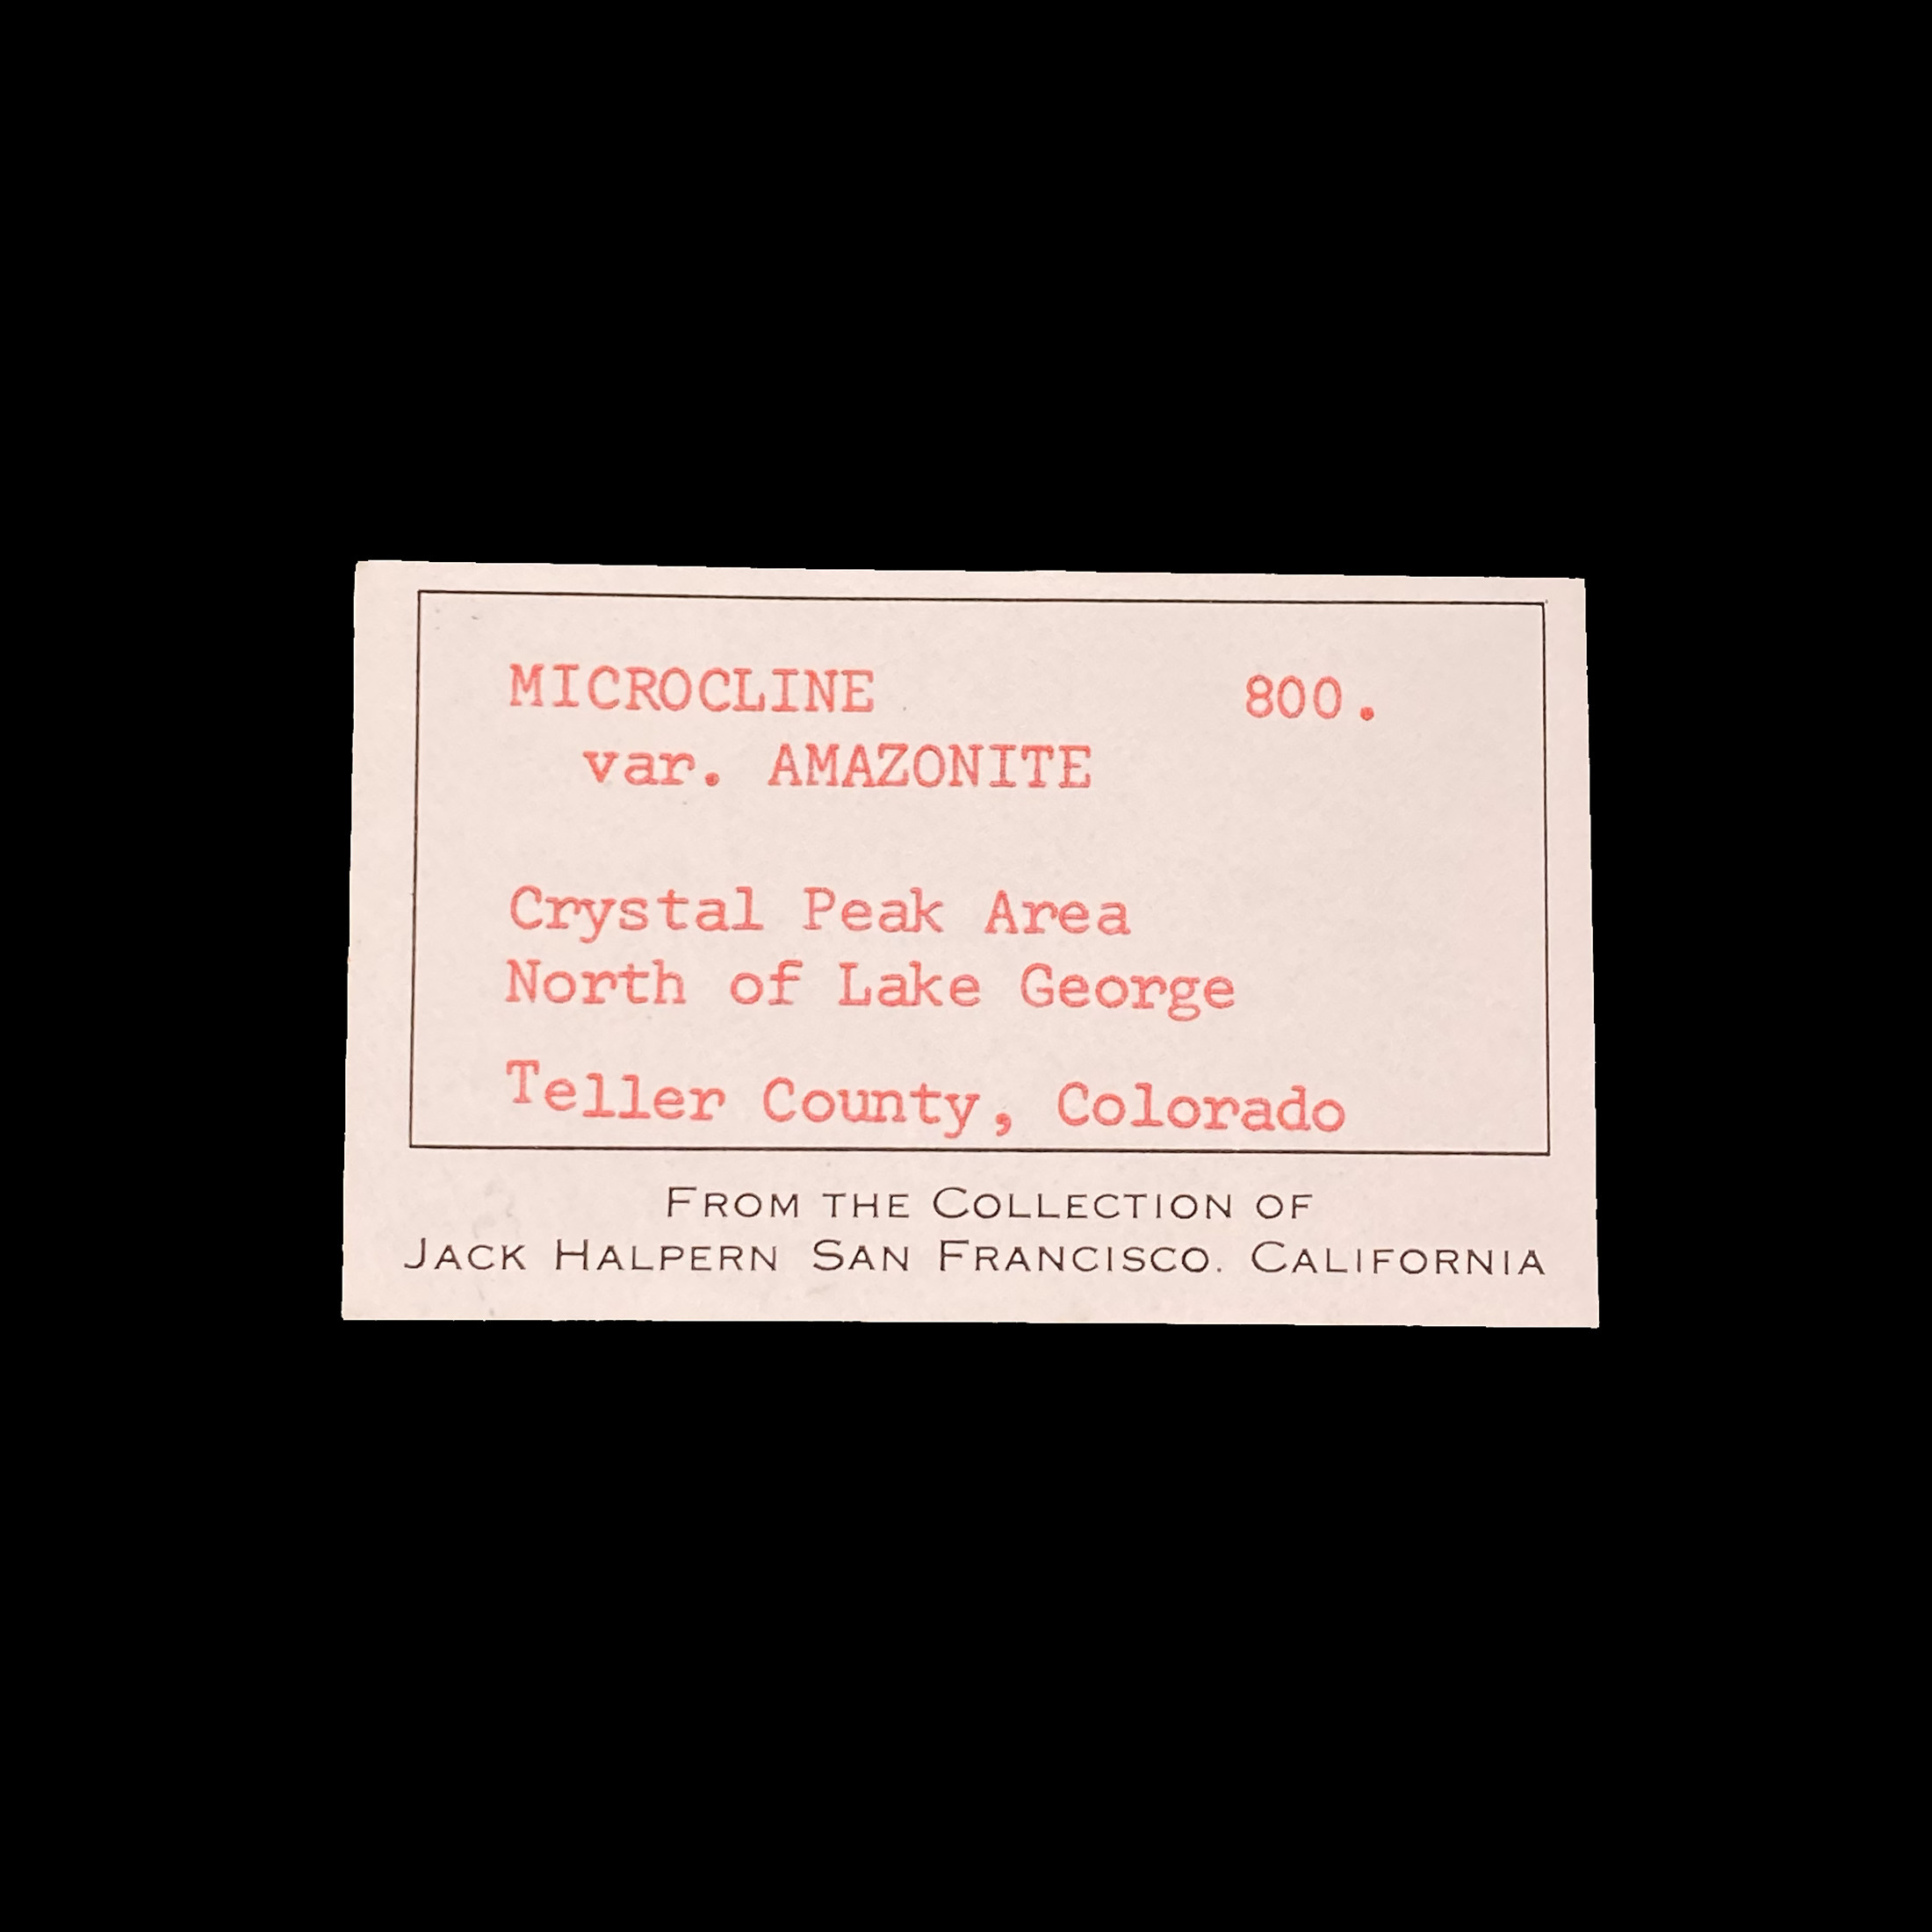 MICROCLINE 800.
var. AMAZONITE
Crystal Peak Area
North of Lake George
Teller County, Colorado
FROM THE COLLECTION OF
JACK HALPERN SAN FRANCISCO. CALIFORNIA